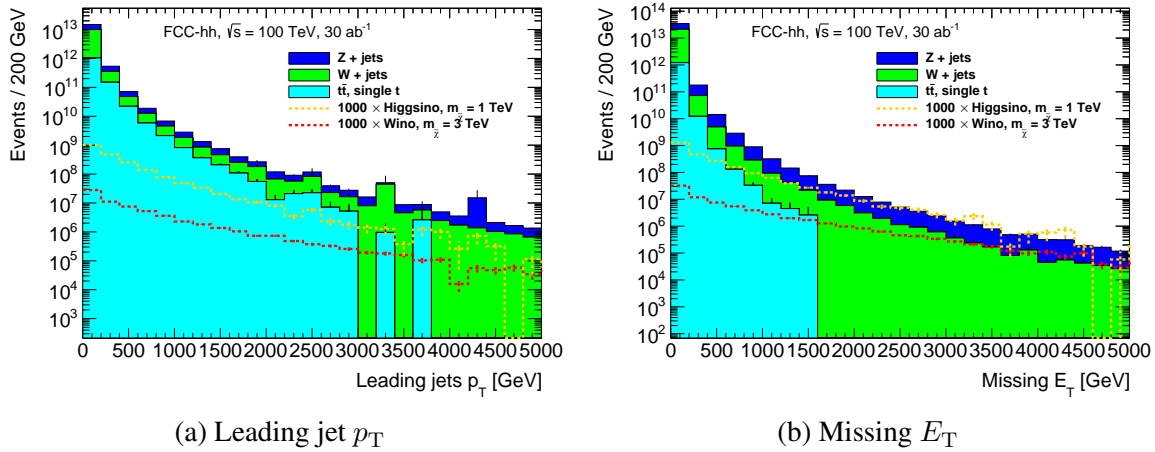 FCC-hh, √s = 100 TeV, 30 ab⁻¹
Z + jets
W + jets
tt̄, single t
1000 × Higgsino, m_χ̃ = 1 TeV
1000 × Wino, m_χ̃ = 3 TeV
Events / 200 GeV
10¹³
10¹²
10¹¹
10¹⁰
10⁹
10⁸
10⁷
10⁶
10⁵
10⁴
10³
0 500 1000 1500 2000 2500 3000 3500 4000 4500 5000
Leading jets p_T [GeV]
(a) Leading jet p_T
FCC-hh, √s = 100 TeV, 30 ab⁻¹
Z + jets
W + jets
tt̄, single t
1000 × Higgsino, m_χ̃ = 1 TeV
1000 × Wino, m_χ̃ = 3 TeV
Events / 200 GeV
10¹⁴
10¹³
10¹²
10¹¹
10¹⁰
10⁹
10⁸
10⁷
10⁶
10⁵
10⁴
10³
10²
0 500 1000 1500 2000 2500 3000 3500 4000 4500 5000
Missing E_T [GeV]
(b) Missing E_T